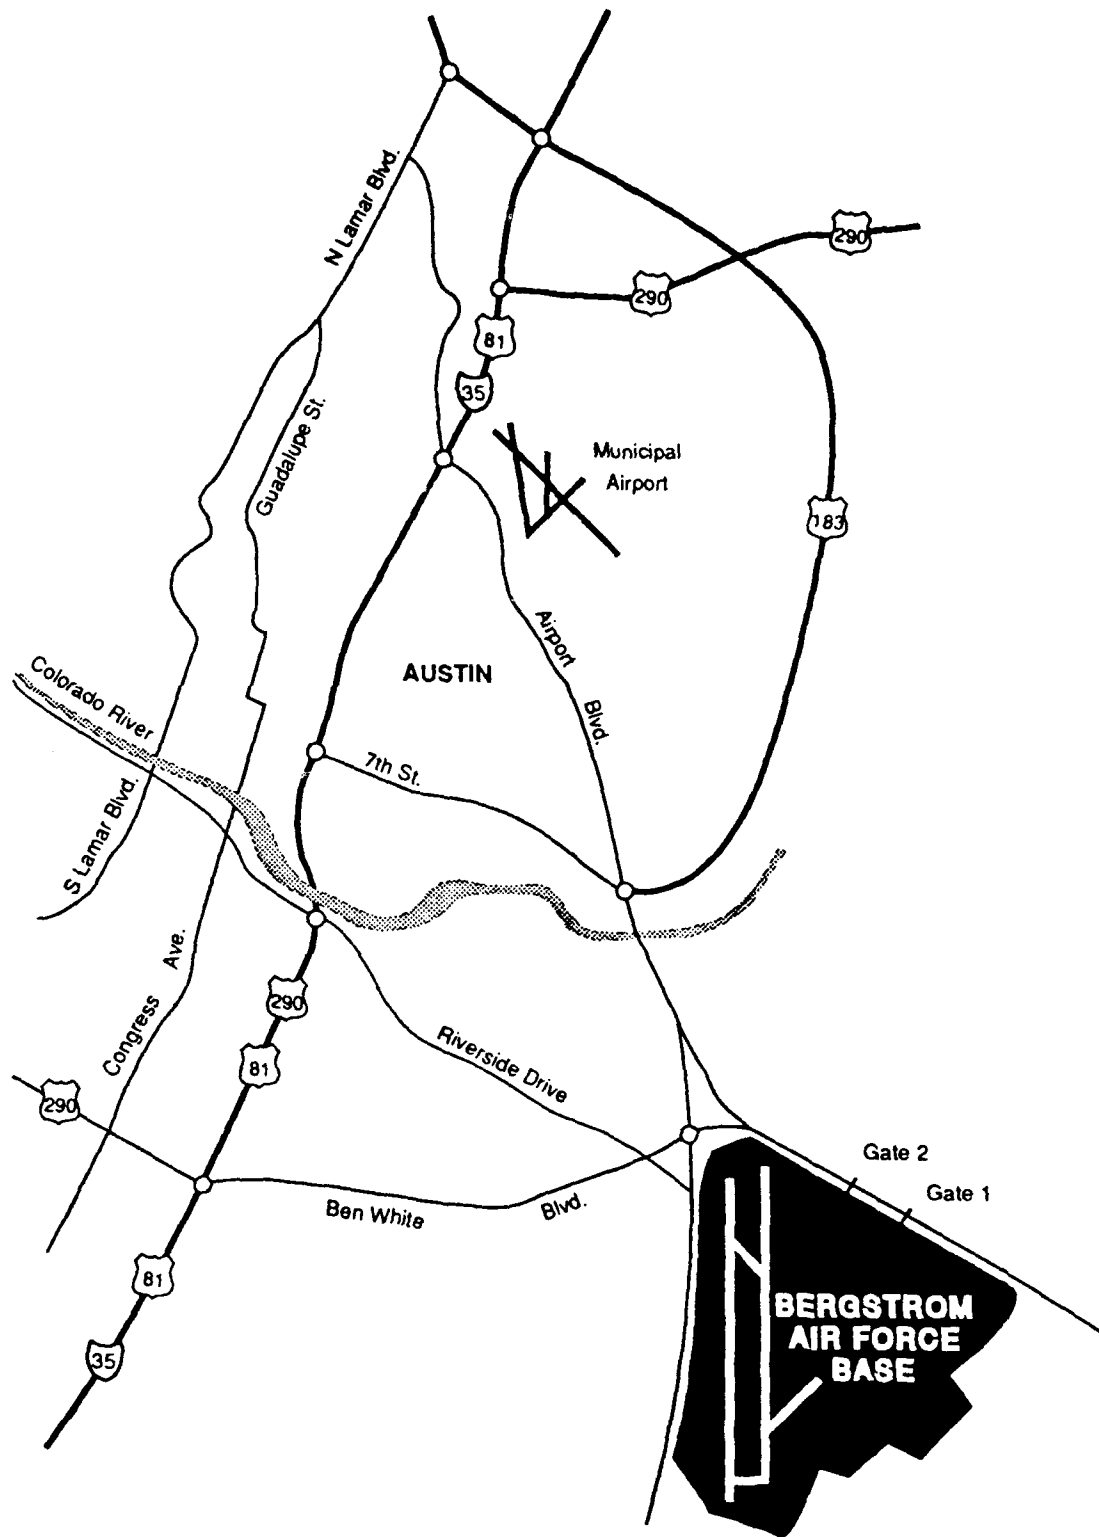 N Lamar Blvd.
290
290
81
35
Guadalupe St.
Municipal
Airport
183
Airport
Blvd.
AUSTIN
Colorado River
7th St.
S Lamar Blvd.
Congress Ave.
290
81
Riverside Drive
290
Gate 2
Gate 1
Ben White
Blvd.
81
35
BERGSTROM
AIR FORCE
BASE